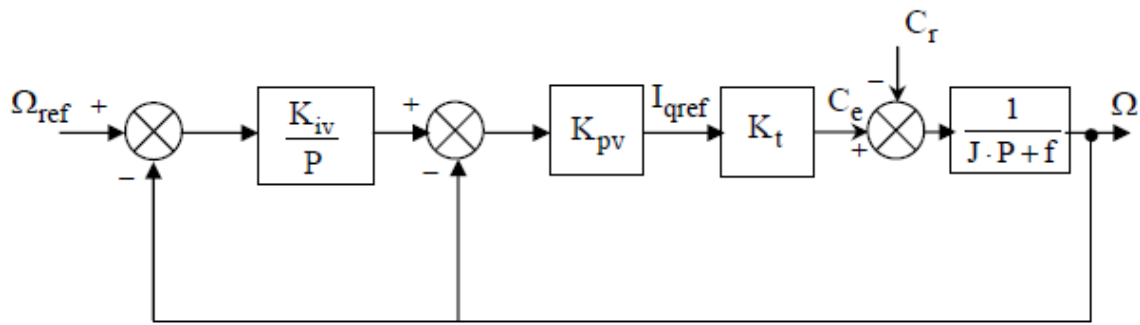 C_r
Ω_ref + K_iv / P + K_pv I_qref K_t C_e − + 1 / J · P + f Ω
− −